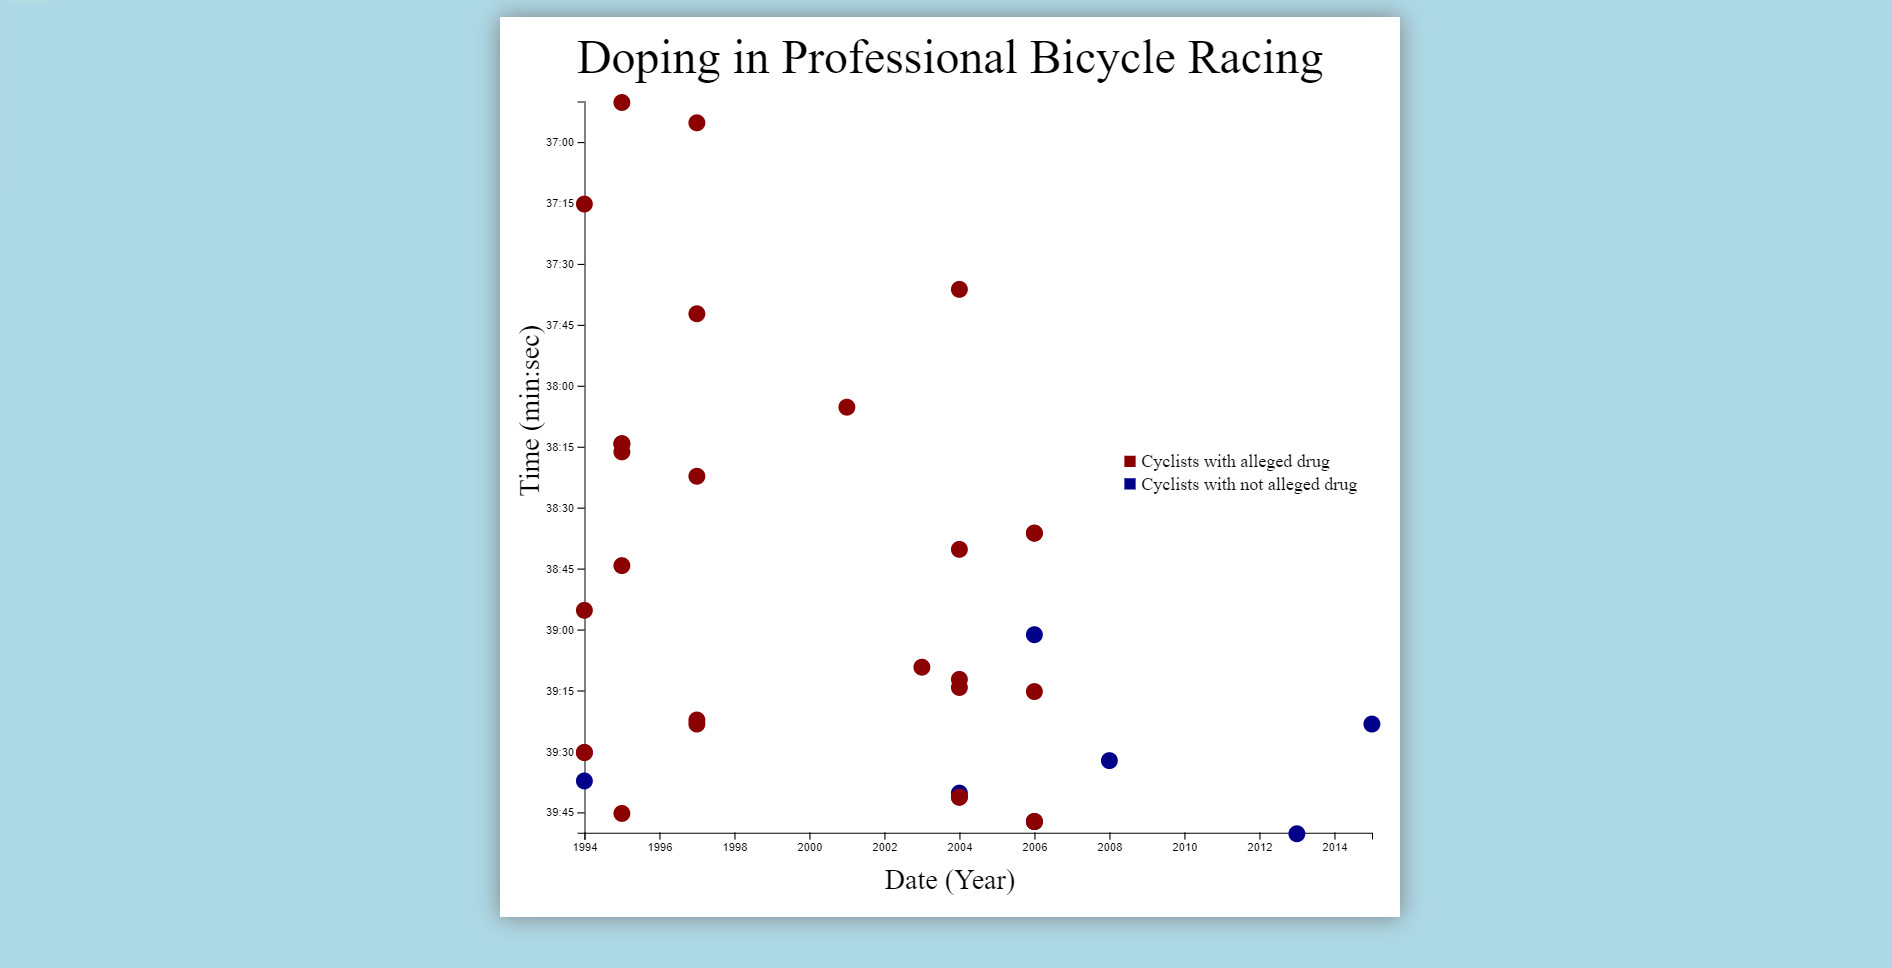 Doping in Professional Bicycle Racing
37:00
37:15
37:30
37:45
38:00
38:15
38:30
38:45
39:00
39:15
39:30
39:45
Time (min:sec)
Cyclists with alleged drug
Cyclists with not alleged drug
1994 1996 1998 2000 2002 2004 2006 2008 2010 2012 2014
Date (Year)